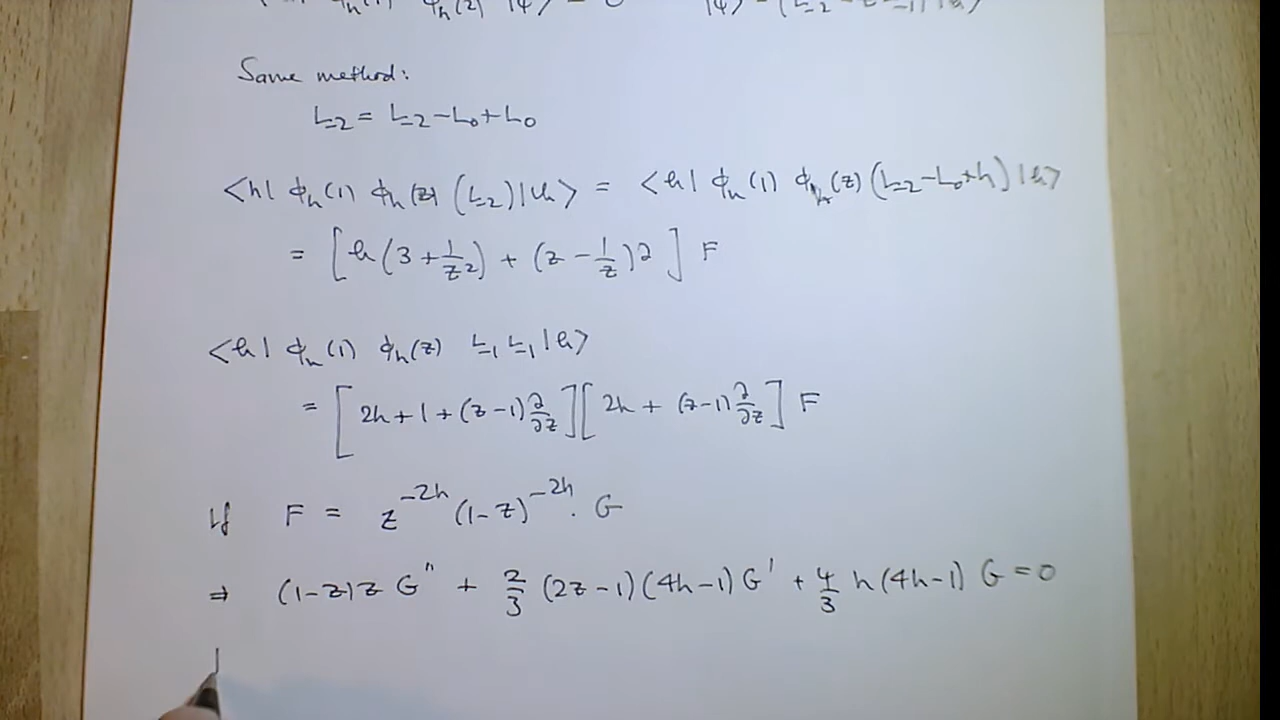 Same method:
L₋₂ = L₋₂ - L₀ + L₀
⟨h| ϕₕ(1) ϕₕ(z) (L₋₂) |h⟩ = ⟨h| ϕₕ(1) ϕₕ(z) (L₋₂ - L₀ + h) |h⟩
= [ h (3 + 1/z²) + (z - 1/z) ∂ ] F
⟨h| ϕₕ(1) ϕₕ(z) L₋₁ L₋₁ |h⟩
= [ 2h + 1 + (z - 1) ∂/∂z ] [ 2h + (z - 1) ∂/∂z ] F
If F = z^{-2h} (1 - z)^{-2h} . G
⇒ (1 - z) z G'' + 2/3 (2z - 1)(4h - 1) G' + 4/3 h (4h - 1) G = 0